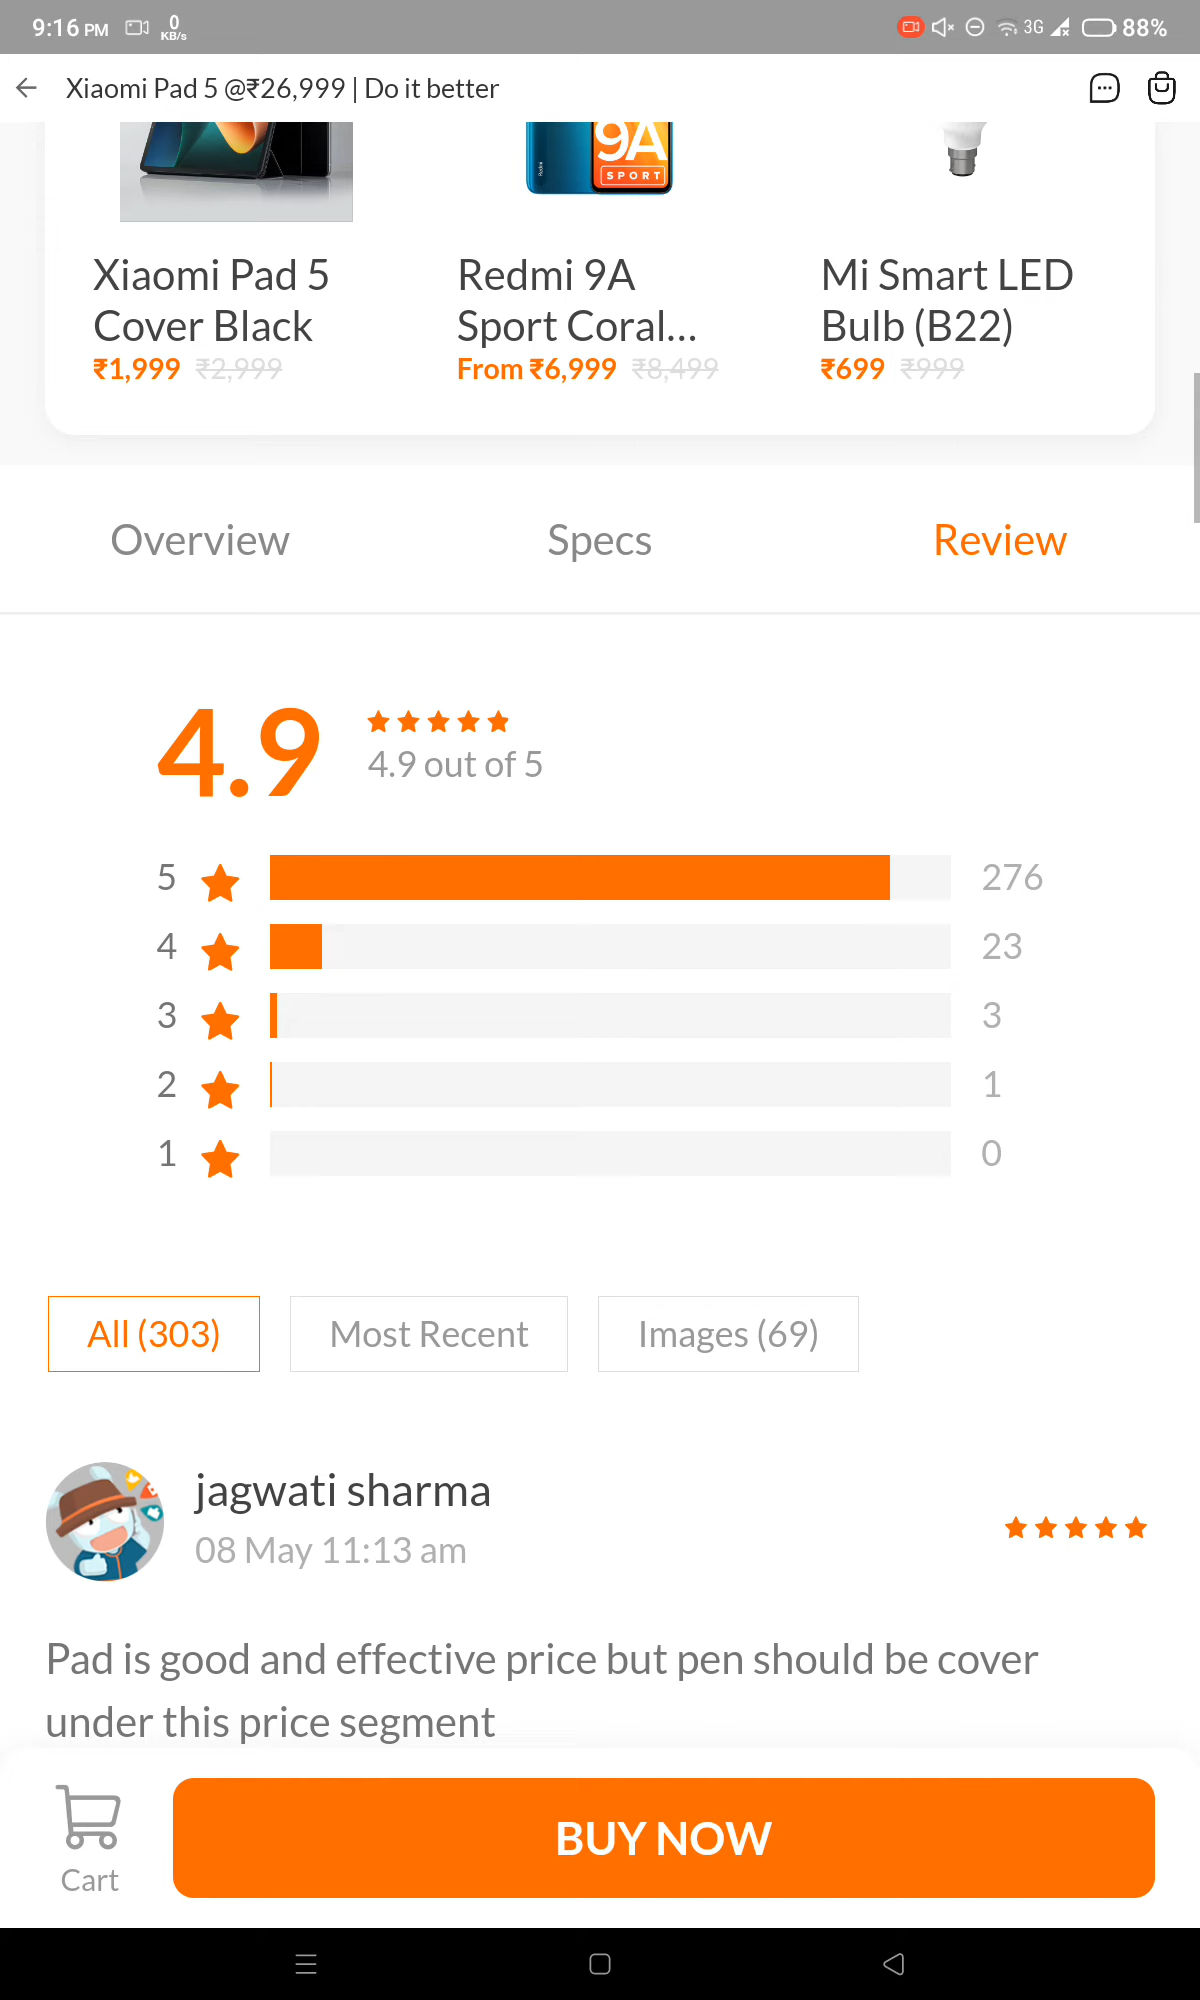 9:16 PM 0 KB/s 3G 88%
Xiaomi Pad 5 @₹26,999 | Do it better
9A
SPORT
Redmi
Xiaomi Pad 5
Cover Black
₹1,999 ₹2,999
Redmi 9A
Sport Coral...
From ₹6,999 ₹8,499
Mi Smart LED
Bulb (B22)
₹699 ₹999
Overview Specs Review
4.9
4.9 out of 5
5 276
4 23
3 3
2 1
1 0
All (303) Most Recent Images (69)
jagwati sharma
08 May 11:13 am
Pad is good and effective price but pen should be cover
under this price segment
Cart
BUY NOW